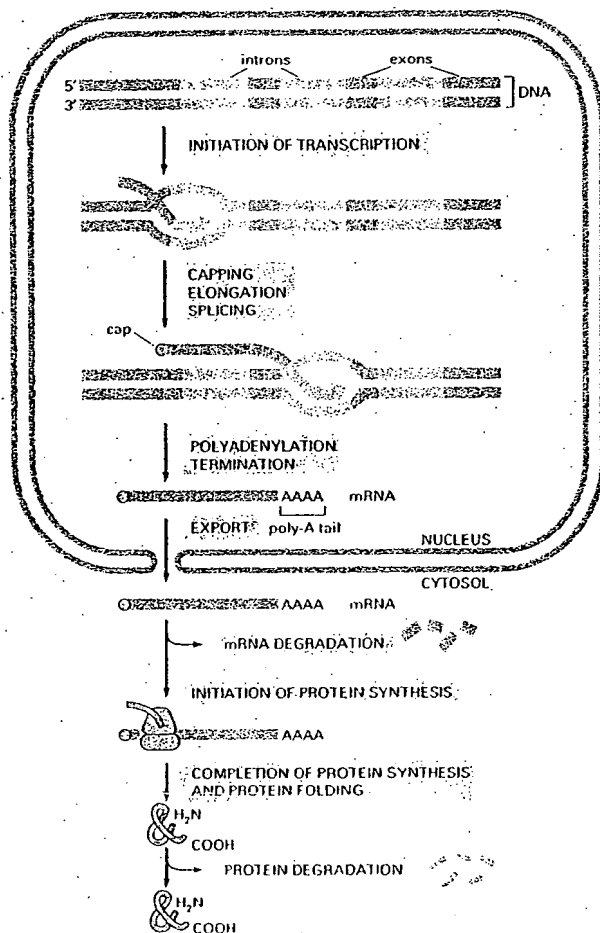 introns exons
5'
3'
DNA
INITIATION OF TRANSCRIPTION
CAPPING
ELONGATION
SPLICING
cap
POLYADENYLATION
TERMINATION
AAAA mRNA
EXPORT poly-A tail
NUCLEUS
CYTOSOL
AAAA mRNA
mRNA DEGRADATION
INITIATION OF PROTEIN SYNTHESIS
AAAA
COMPLETION OF PROTEIN SYNTHESIS
AND PROTEIN FOLDING
H₂N
COOH
PROTEIN DEGRADATION
H₂N
COOH